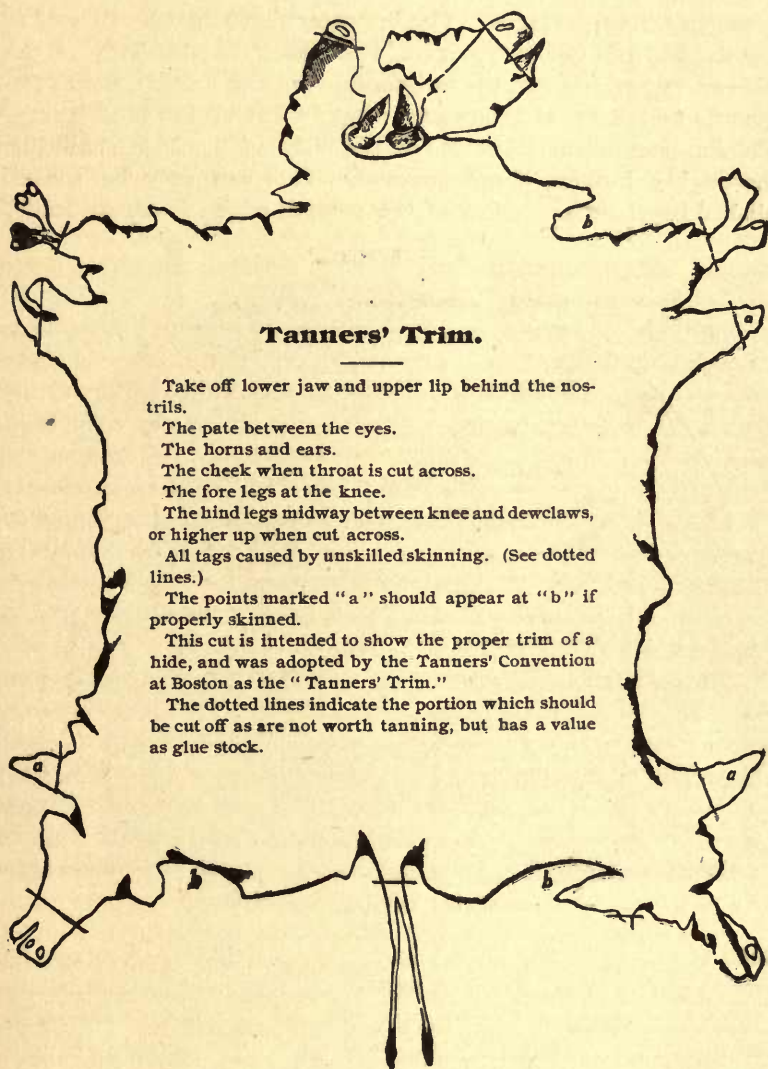 b
a
Tanners' Trim.
Take off lower jaw and upper lip behind the nos-
trils.
The pate between the eyes.
The horns and ears.
The cheek when throat is cut across.
The fore legs at the knee.
The hind legs midway between knee and dewclaws,
or higher up when cut across.
All tags caused by unskilled skinning. (See dotted
lines.)
The points marked "a" should appear at "b" if
properly skinned.
This cut is intended to show the proper trim of a
hide, and was adopted by the Tanners' Convention
at Boston as the "Tanners' Trim."
The dotted lines indicate the portion which should
be cut off as are not worth tanning, but has a value
as glue stock.
a
a
b
b